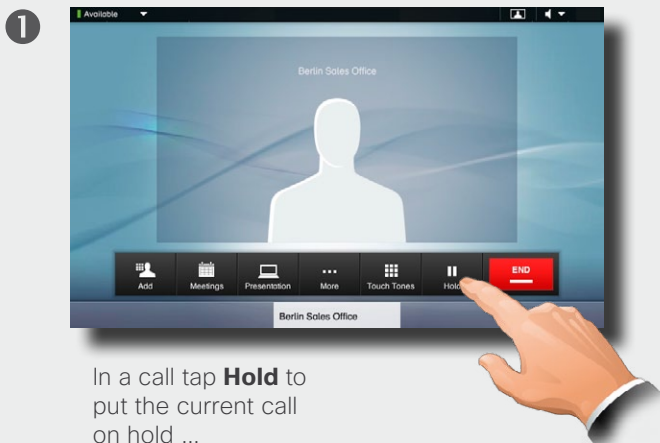 1
Available
Berlin Sales Office
Add Meetings Presentation More Touch Tones Hold END
Berlin Sales Office
In a call tap Hold to
put the current call
on hold ...